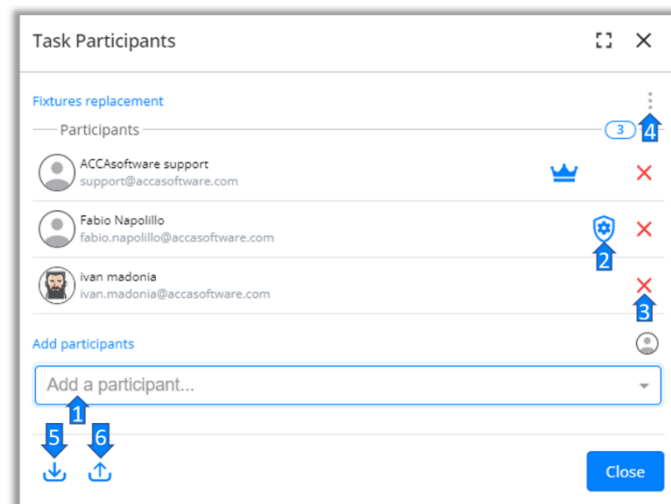 Task Participants
Fixtures replacement
Participants
3
4
ACCAsoftware support
support@accasoftware.com
Fabio Napolillo
fabio.napolillo@accasoftware.com
2
ivan madonia
ivan.madonia@accasoftware.com
3
Add participants
Add a participant...
1
5
6
Close